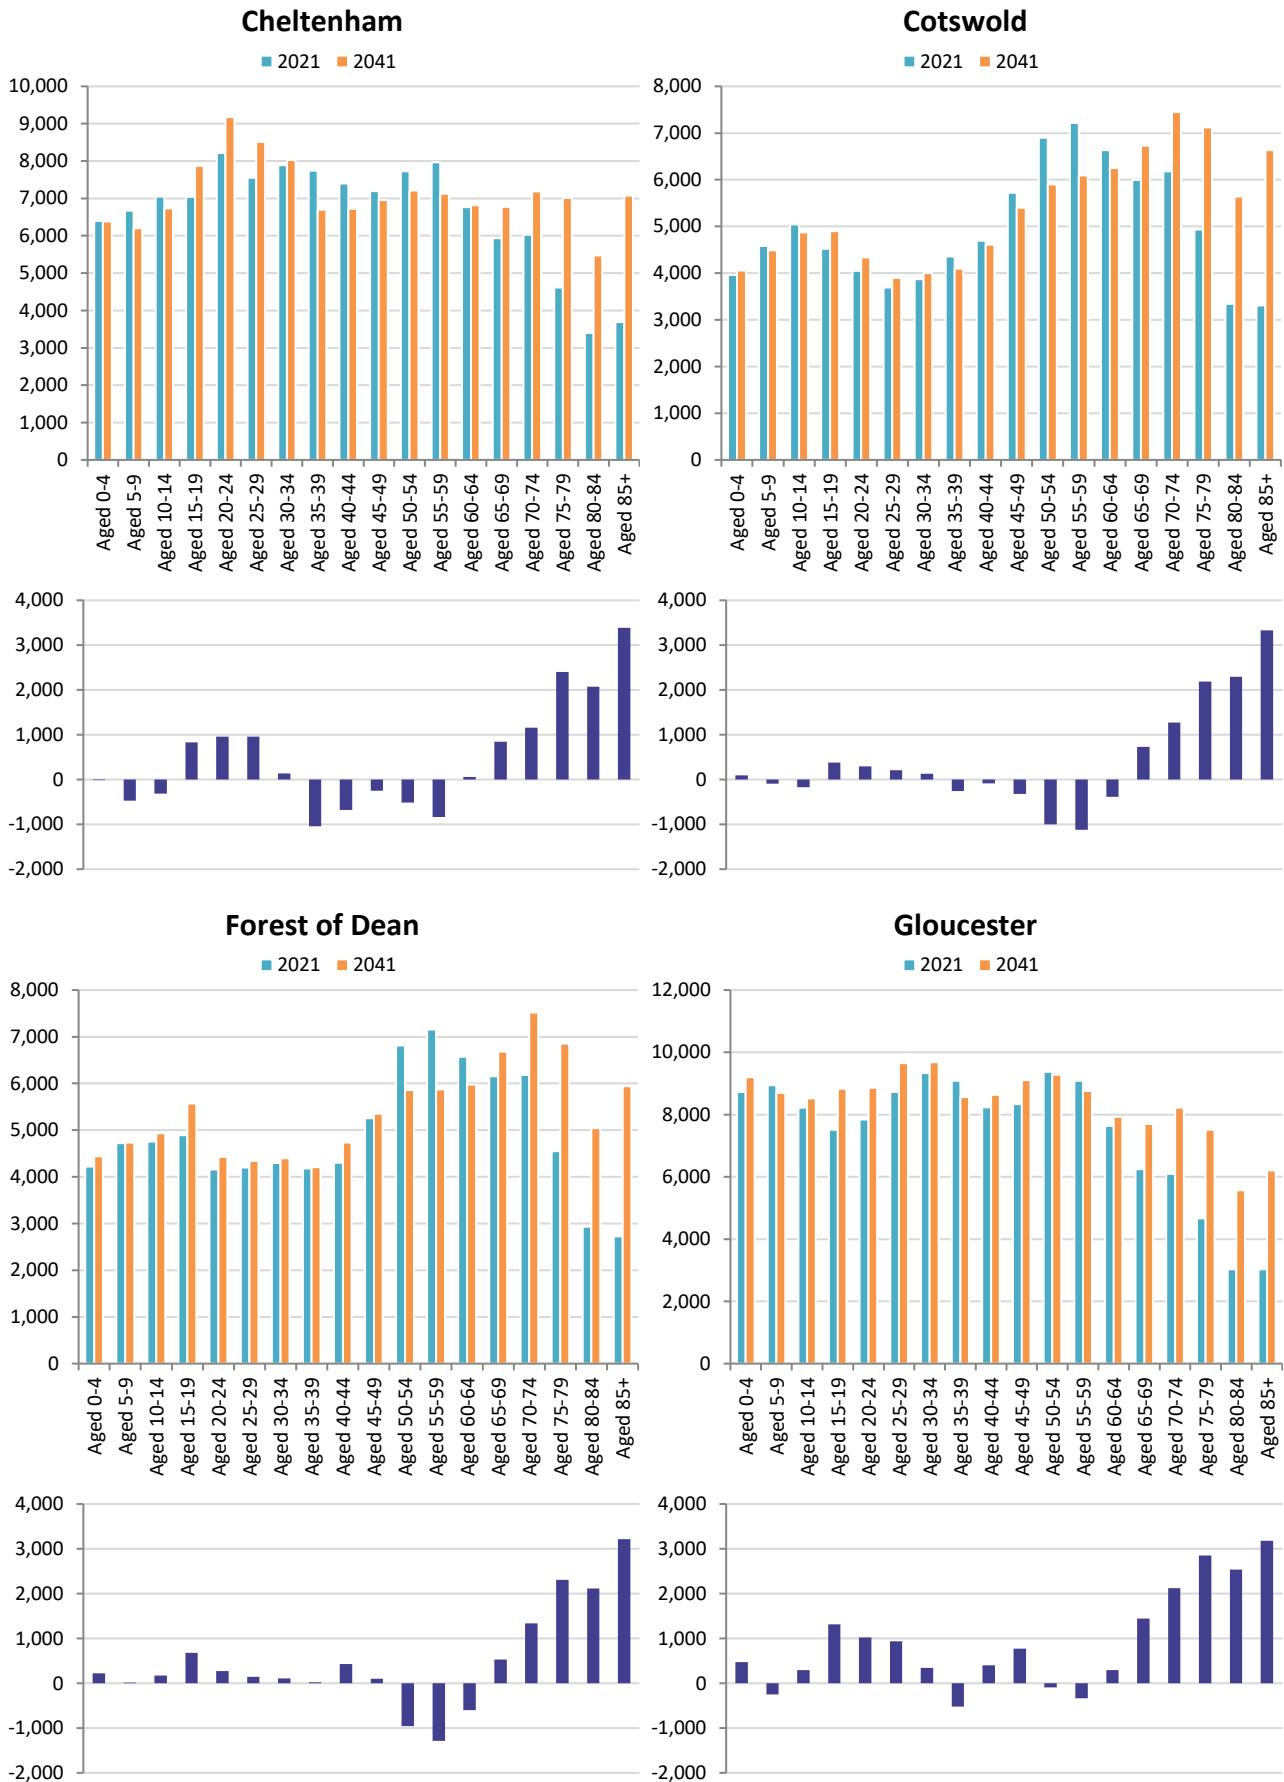 Cheltenham
2021 2041
10,000
9,000
8,000
7,000
6,000
5,000
4,000
3,000
2,000
1,000
0
Aged 0-4
Aged 5-9
Aged 10-14
Aged 15-19
Aged 20-24
Aged 25-29
Aged 30-34
Aged 35-39
Aged 40-44
Aged 45-49
Aged 50-54
Aged 55-59
Aged 60-64
Aged 65-69
Aged 70-74
Aged 75-79
Aged 80-84
Aged 85+
4,000
3,000
2,000
1,000
0
-1,000
-2,000
Cotswold
2021 2041
8,000
7,000
6,000
5,000
4,000
3,000
2,000
1,000
0
Aged 0-4
Aged 5-9
Aged 10-14
Aged 15-19
Aged 20-24
Aged 25-29
Aged 30-34
Aged 35-39
Aged 40-44
Aged 45-49
Aged 50-54
Aged 55-59
Aged 60-64
Aged 65-69
Aged 70-74
Aged 75-79
Aged 80-84
Aged 85+
4,000
3,000
2,000
1,000
0
-1,000
-2,000
Forest of Dean
2021 2041
8,000
7,000
6,000
5,000
4,000
3,000
2,000
1,000
0
Aged 0-4
Aged 5-9
Aged 10-14
Aged 15-19
Aged 20-24
Aged 25-29
Aged 30-34
Aged 35-39
Aged 40-44
Aged 45-49
Aged 50-54
Aged 55-59
Aged 60-64
Aged 65-69
Aged 70-74
Aged 75-79
Aged 80-84
Aged 85+
4,000
3,000
2,000
1,000
0
-1,000
-2,000
Gloucester
2021 2041
12,000
10,000
8,000
6,000
4,000
2,000
0
Aged 0-4
Aged 5-9
Aged 10-14
Aged 15-19
Aged 20-24
Aged 25-29
Aged 30-34
Aged 35-39
Aged 40-44
Aged 45-49
Aged 50-54
Aged 55-59
Aged 60-64
Aged 65-69
Aged 70-74
Aged 75-79
Aged 80-84
Aged 85+
4,000
3,000
2,000
1,000
0
-1,000
-2,000